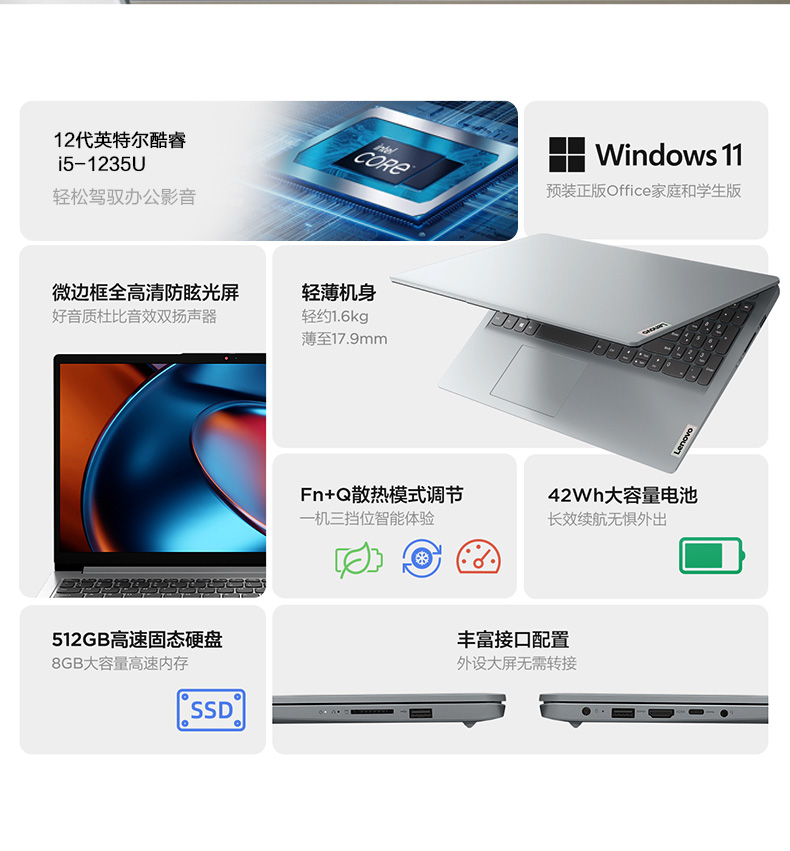 12代英特尔酷睿
i5-1235U
轻松驾驭办公影音
intel
CORE
Windows 11
预装正版Office家庭和学生版
微边框全高清防眩光屏
好音质杜比音效双扬声器
轻薄机身
轻约1.6kg
薄至17.9mm
Lenovo
Lenovo
Fn+Q散热模式调节
一机三挡位智能体验
42Wh大容量电池
长效续航无惧外出
512GB高速固态硬盘
8GB大容量高速内存
SSD
丰富接口配置
外设大屏无需转接